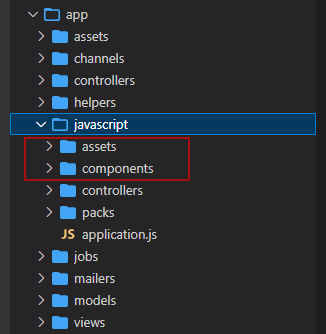 app
assets
channels
controllers
helpers
javascript
assets
components
controllers
packs
JS application.js
jobs
mailers
models
views